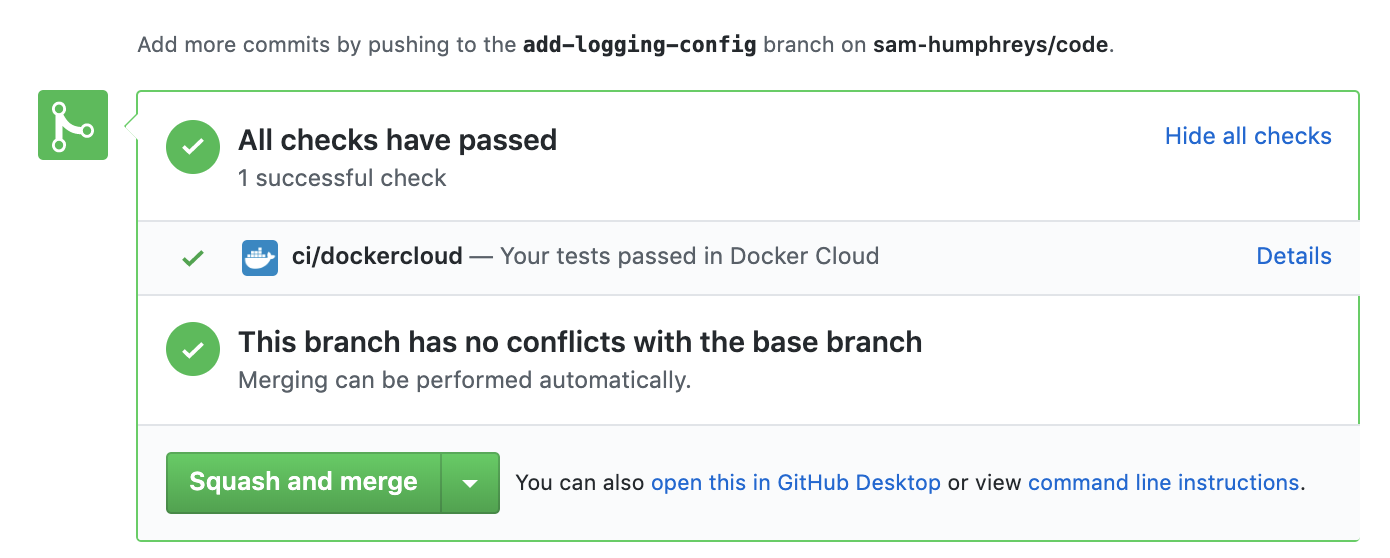 Add more commits by pushing to the add-logging-config branch on sam-humphreys/code.
All checks have passed
Hide all checks
1 successful check
ci/dockercloud — Your tests passed in Docker Cloud
Details
This branch has no conflicts with the base branch
Merging can be performed automatically.
Squash and merge
You can also open this in GitHub Desktop or view command line instructions.